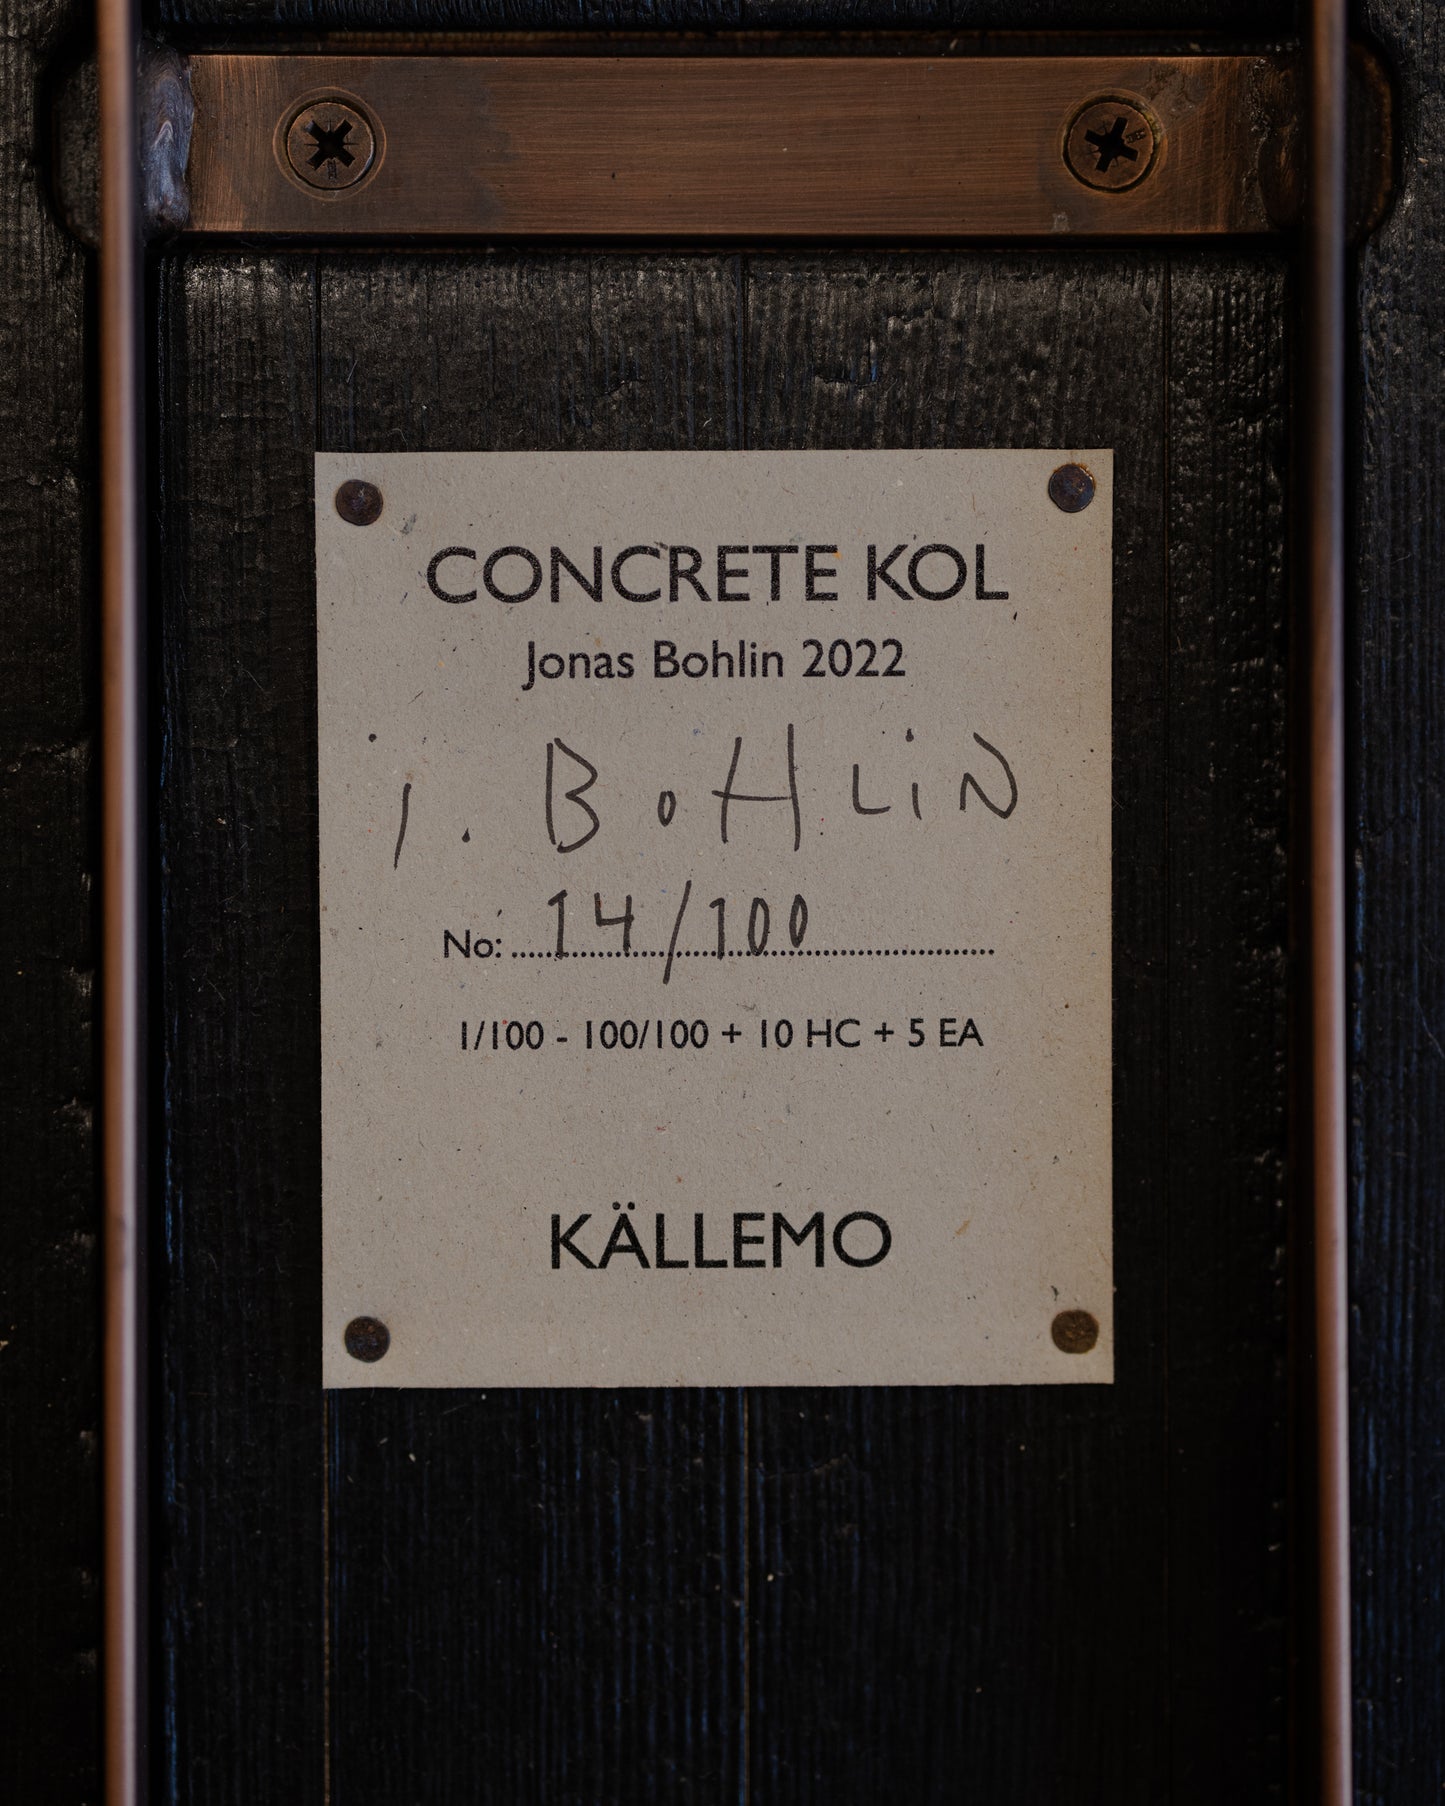 CONCRETE KOL
Jonas Bohlin 2022
j. BoHLiN
No: 14/100
1/100 - 100/100 + 10 HC + 5 EA
KÄLLEMO